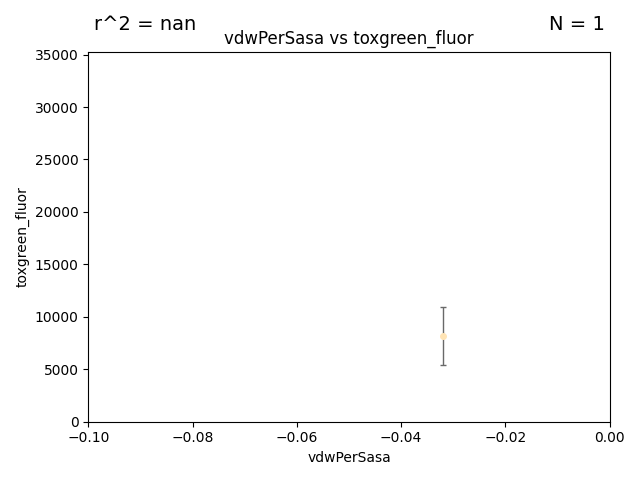 r^2 = nan
N = 1
vdwPerSasa vs toxgreen_fluor
35000
30000
25000
20000
15000
10000
5000
0
toxgreen_fluor
−0.10
−0.08
−0.06
−0.04
−0.02
0.00
vdwPerSasa